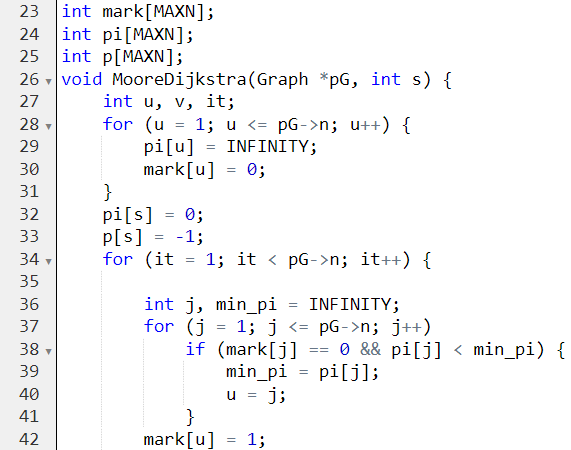 23 int mark[MAXN];
24 int pi[MAXN];
25 int p[MAXN];
26 void MooreDijkstra(Graph *pG, int s) {
27     int u, v, it;
28     for (u = 1; u <= pG->n; u++) {
29         pi[u] = INFINITY;
30         mark[u] = 0;
31     }
32     pi[s] = 0;
33     p[s] = -1;
34     for (it = 1; it < pG->n; it++) {
35
36         int j, min_pi = INFINITY;
37         for (j = 1; j <= pG->n; j++)
38             if (mark[j] == 0 && pi[j] < min_pi) {
39                 min_pi = pi[j];
40                 u = j;
41             }
42         mark[u] = 1;